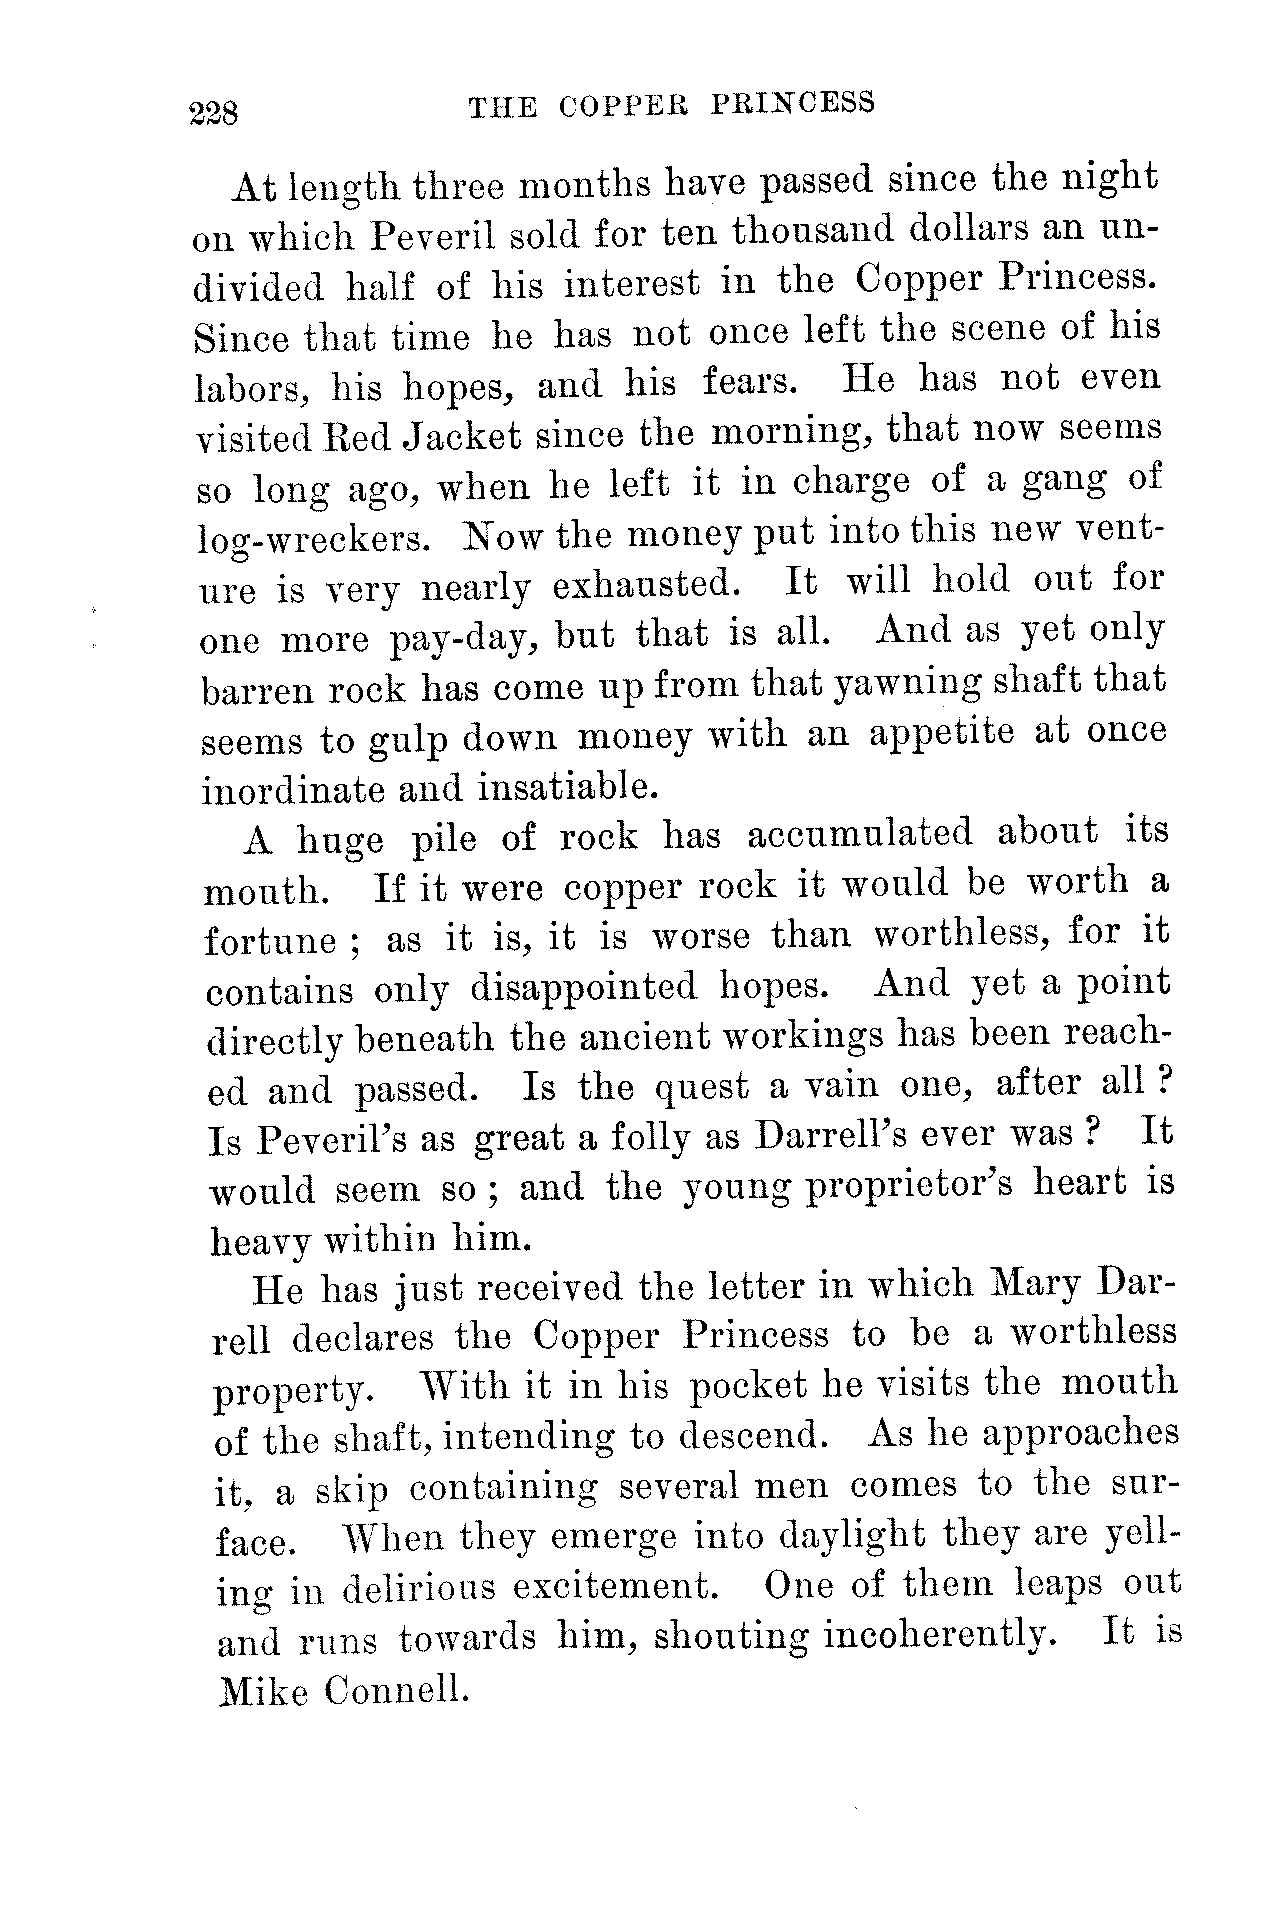 228 THE COPPER PRINCESS
At length three months have passed since the night
on which Peveril sold for ten thousand dollars an un-
divided half of his interest in the Copper Princess.
Since that time he has not once left the scene of his
labors, his hopes, and his fears. He has not even
visited Red Jacket since the morning, that now seems
so long ago, when he left it in charge of a gang of
log-wreckers. Now the money put into this new vent-
ure is very nearly exhausted. It will hold out for
one more pay-day, but that is all. And as yet only
barren rock has come up from that yawning shaft that
seems to gulp down money with an appetite at once
inordinate and insatiable.
A huge pile of rock has accumulated about its
mouth. If it were copper rock it would be worth a
fortune ; as it is, it is worse than worthless, for it
contains only disappointed hopes. And yet a point
directly beneath the ancient workings has been reach-
ed and passed. Is the quest a vain one, after all ?
Is Peveril's as great a folly as Darrell's ever was ? It
would seem so ; and the young proprietor's heart is
heavy within him.
He has just received the letter in which Mary Dar-
rell declares the Copper Princess to be a worthless
property. With it in his pocket he visits the mouth
of the shaft, intending to descend. As he approaches
it, a skip containing several men comes to the sur-
face. When they emerge into daylight they are yell-
ing in delirious excitement. One of them leaps out
and runs towards him, shouting incoherently. It is
Mike Connell.